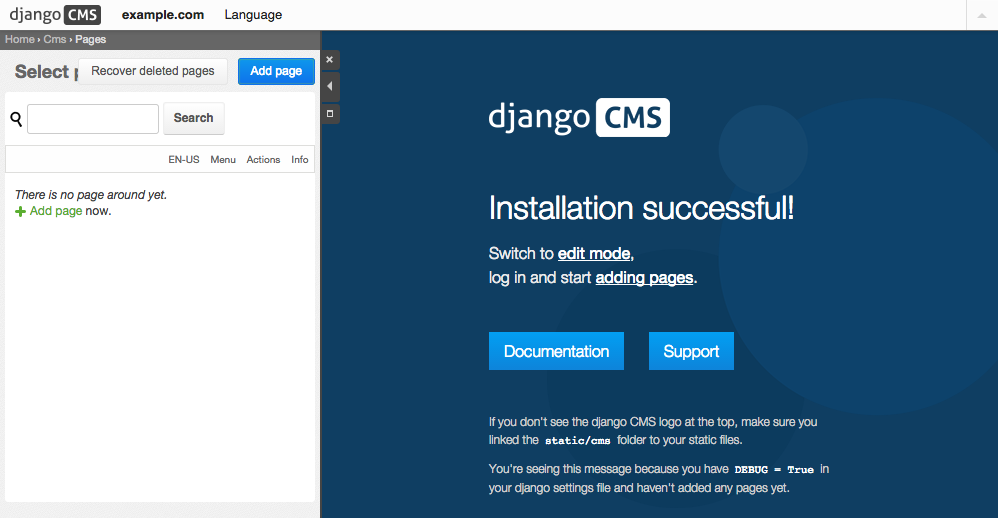 django CMS example.com Language
Home › Cms › Pages
Select p Recover deleted pages Add page
Search
EN-US Menu Actions Info
There is no page around yet.
Add page now.
django CMS
Installation successful!
Switch to edit mode,
log in and start adding pages.
Documentation Support
If you don't see the django CMS logo at the top, make sure you
linked the static/cms folder to your static files.
You're seeing this message because you have DEBUG = True in
your django settings file and haven't added any pages yet.